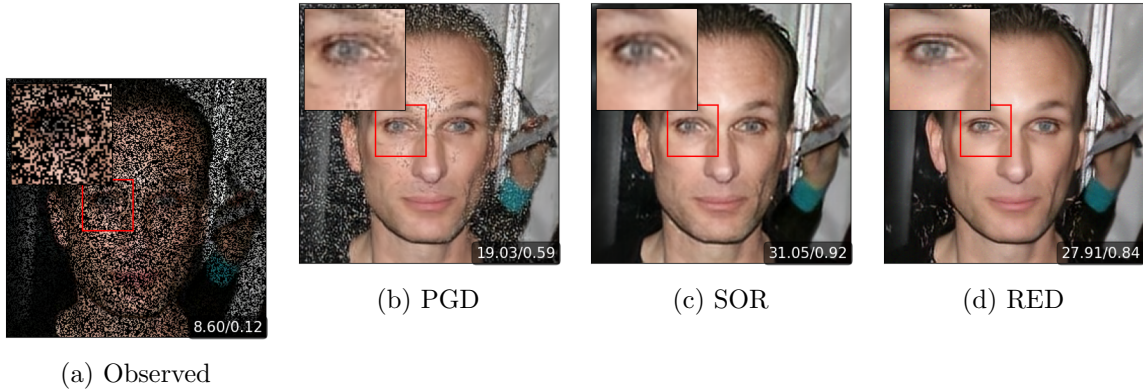 8.60/0.12
19.03/0.59
31.05/0.92
27.91/0.84
(a) Observed
(b) PGD
(c) SOR
(d) RED